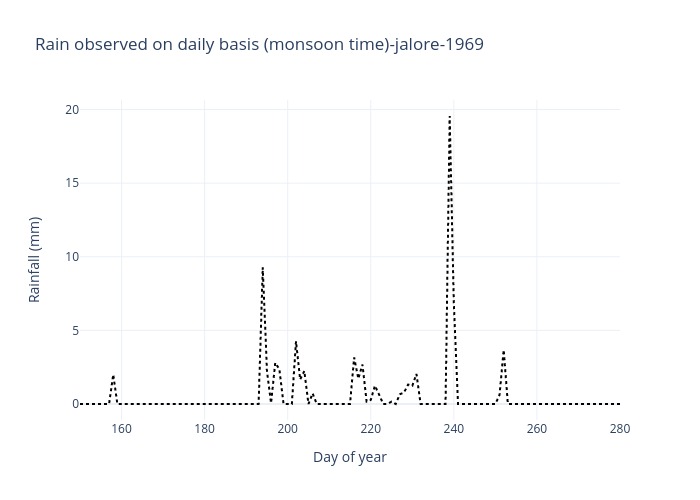 Rain observed on daily basis (monsoon time)-jalore-1969
20
15
10
5
0
Rainfall (mm)
160 180 200 220 240 260 280
Day of year